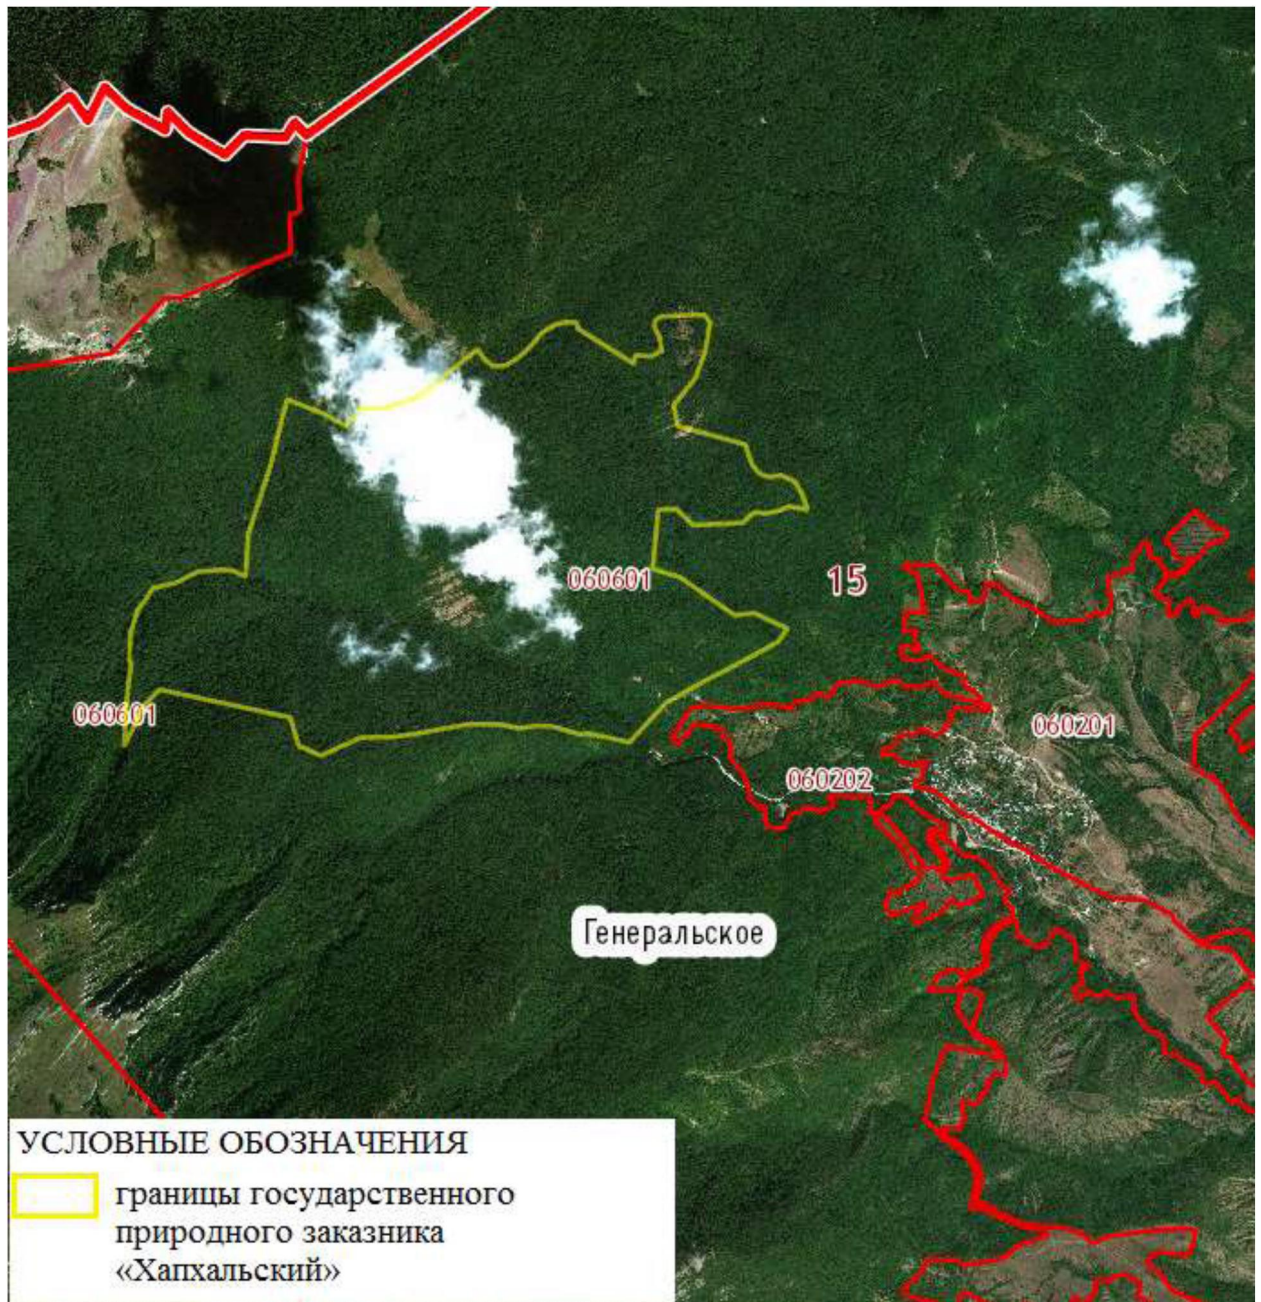 060601
15
060601
060201
060202
Генеральское
УСЛОВНЫЕ ОБОЗНАЧЕНИЯ
границы государственного
природного заказника
«Хапхальский»